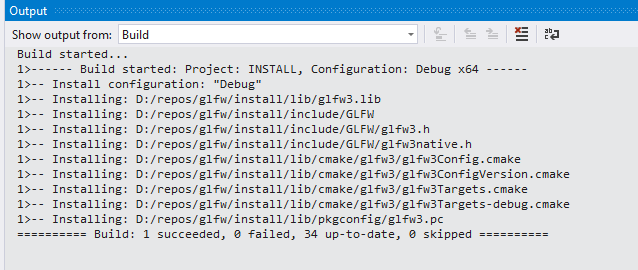 Output
Show output from: Build
Build started...
1>------ Build started: Project: INSTALL, Configuration: Debug x64 ------
1>-- Install configuration: "Debug"
1>-- Installing: D:/repos/glfw/install/lib/glfw3.lib
1>-- Installing: D:/repos/glfw/install/include/GLFW
1>-- Installing: D:/repos/glfw/install/include/GLFW/glfw3.h
1>-- Installing: D:/repos/glfw/install/include/GLFW/glfw3native.h
1>-- Installing: D:/repos/glfw/install/lib/cmake/glfw3/glfw3Config.cmake
1>-- Installing: D:/repos/glfw/install/lib/cmake/glfw3/glfw3ConfigVersion.cmake
1>-- Installing: D:/repos/glfw/install/lib/cmake/glfw3/glfw3Targets.cmake
1>-- Installing: D:/repos/glfw/install/lib/cmake/glfw3/glfw3Targets-debug.cmake
1>-- Installing: D:/repos/glfw/install/lib/pkgconfig/glfw3.pc
========== Build: 1 succeeded, 0 failed, 34 up-to-date, 0 skipped ==========